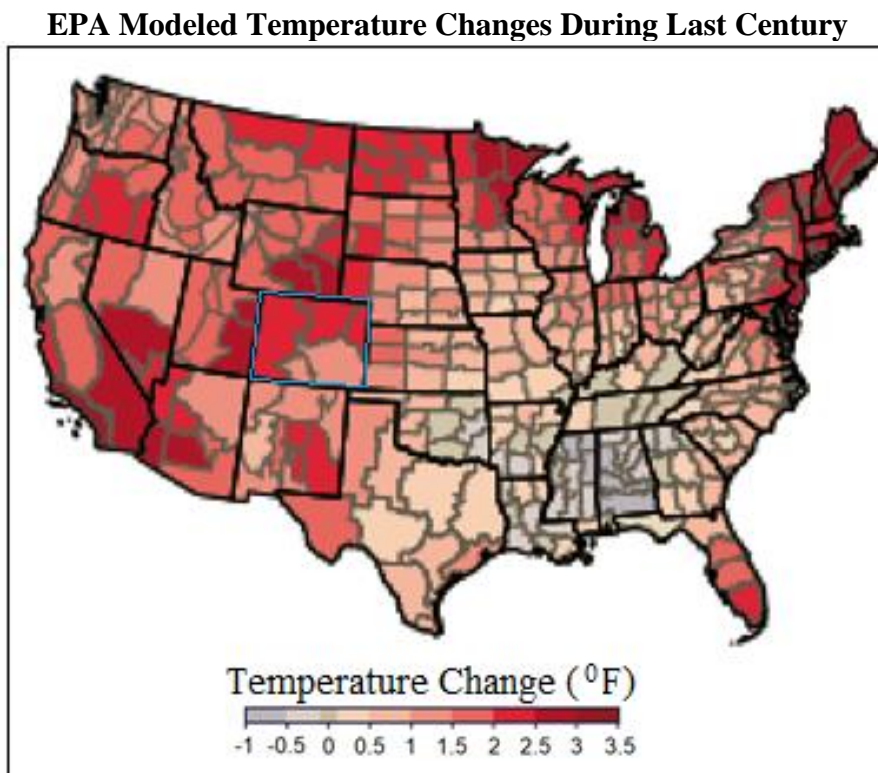 EPA Modeled Temperature Changes During Last Century
Temperature Change (⁰F)
-1 -0.5 0 0.5 1 1.5 2 2.5 3 3.5